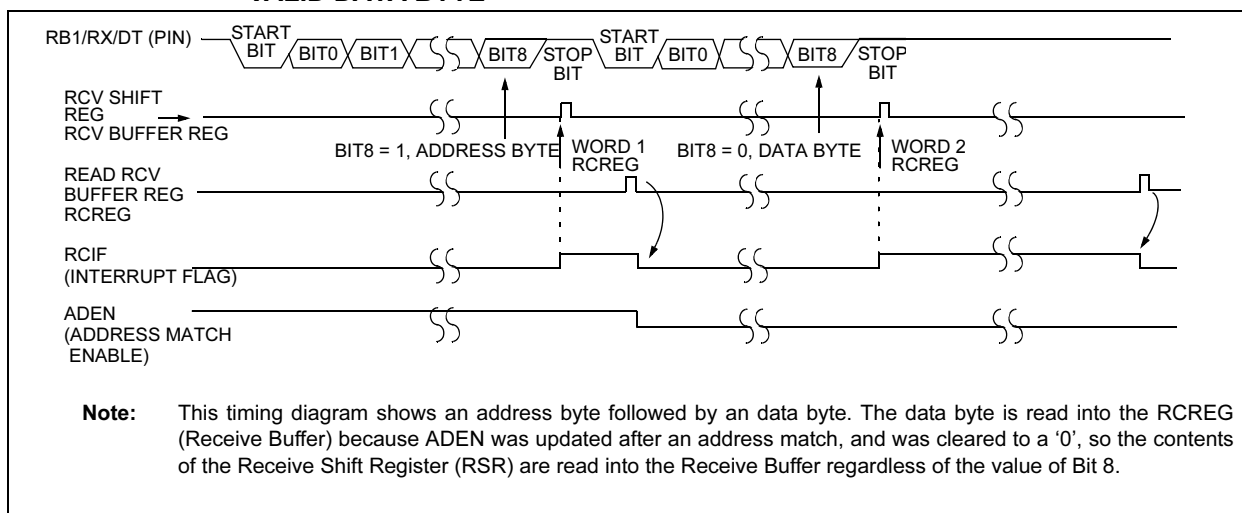 VALID DATA BYTE
RB1/RX/DT (PIN)
START
BIT
BIT0
BIT1
BIT8
STOP
BIT
START
BIT
BIT0
BIT8
STOP
BIT
RCV SHIFT
REG
RCV BUFFER REG
BIT8 = 1, ADDRESS BYTE
WORD 1
RCREG
BIT8 = 0, DATA BYTE
WORD 2
RCREG
READ RCV
BUFFER REG
RCREG
RCIF
(INTERRUPT FLAG)
ADEN
(ADDRESS MATCH
ENABLE)
Note: This timing diagram shows an address byte followed by an data byte. The data byte is read into the RCREG
(Receive Buffer) because ADEN was updated after an address match, and was cleared to a ‘0’, so the contents
of the Receive Shift Register (RSR) are read into the Receive Buffer regardless of the value of Bit 8.